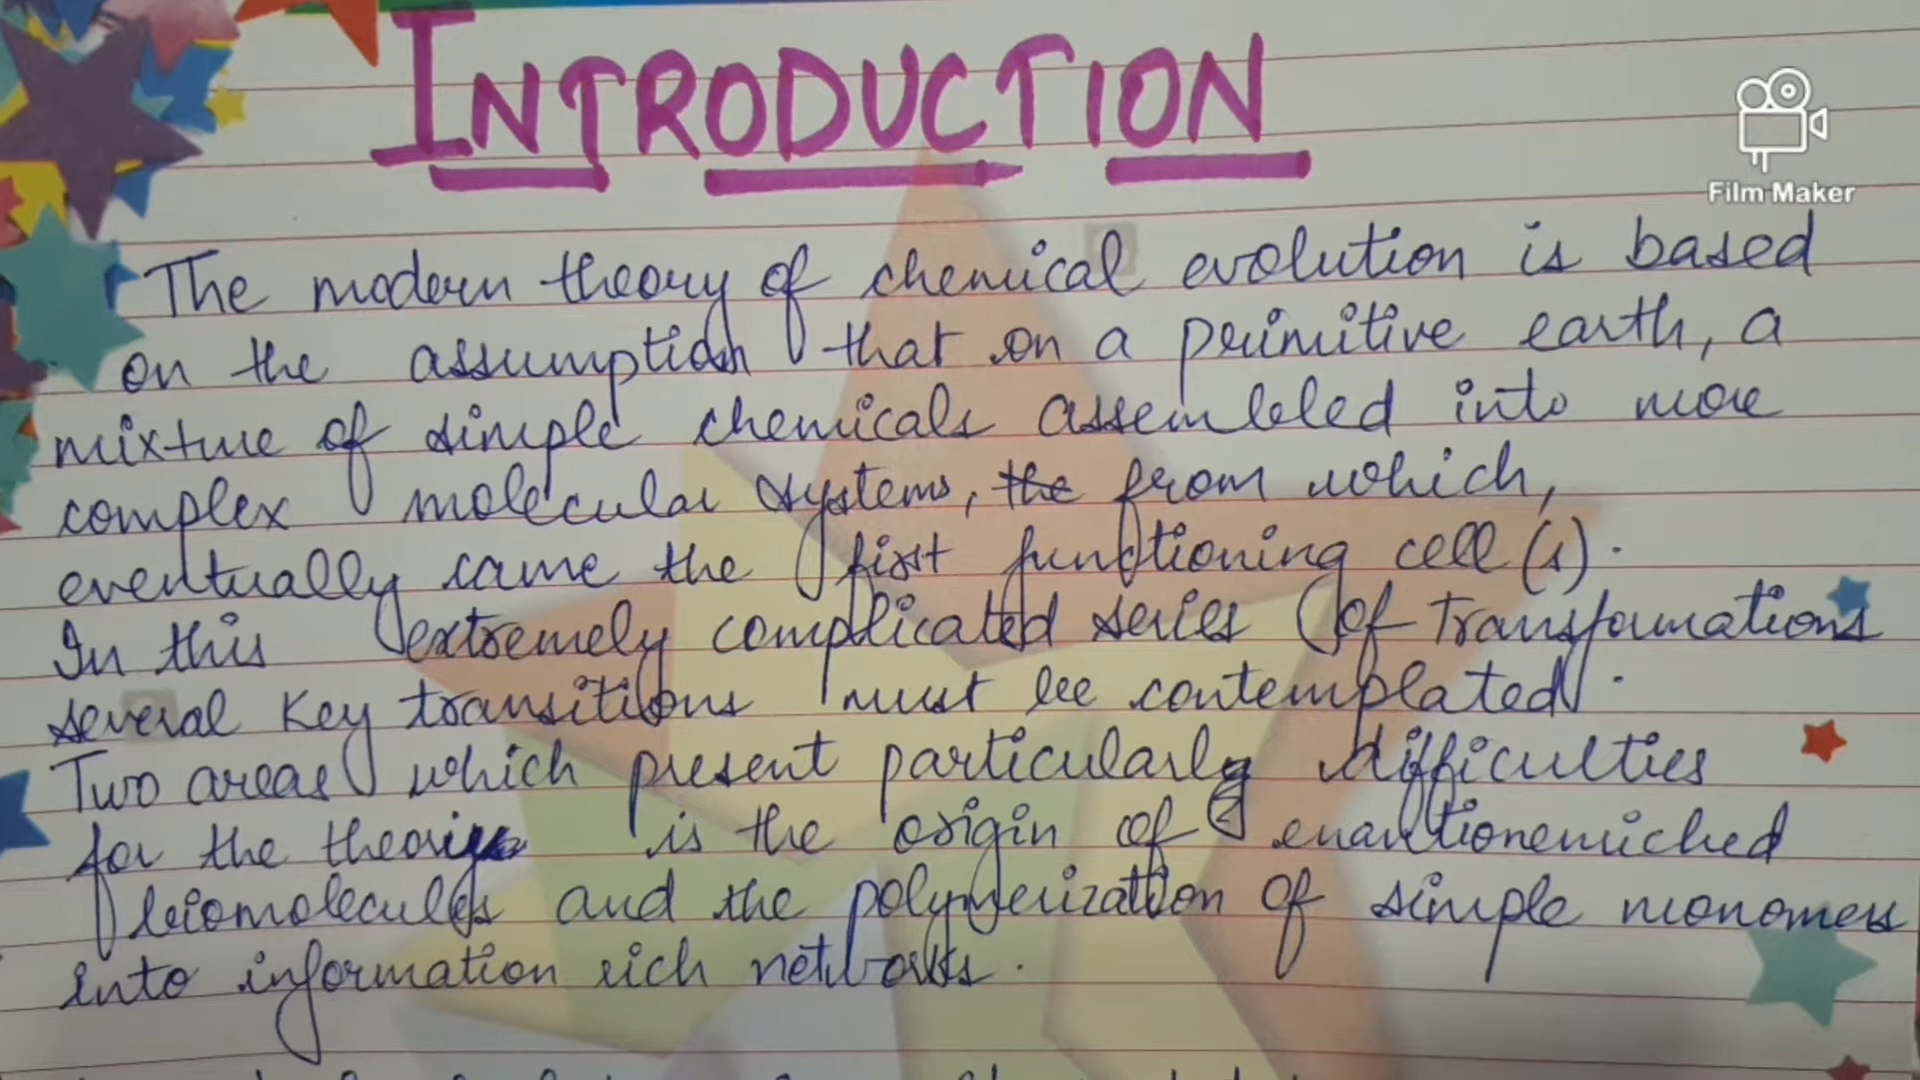 INTRODUCTION
Film Maker
The modern theory of chemical evolution is based
on the assumption that on a primitive earth, a
mixture of simple chemicals assembled into more
complex molecular systems, the from which,
eventually came the first functioning cell(s).
In this extremely complicated series of transformations
several key transitions must be contemplated.
Two areas which present particularly difficulties
for the is the origin of
biomolecules and the polymerization of simple monomers
into information rich networks.